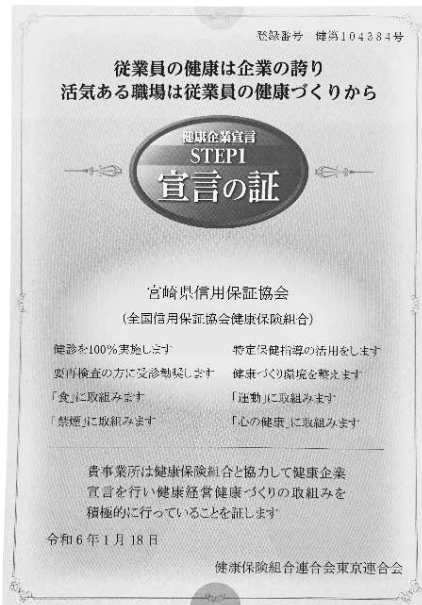 登録番号 健第104384号
従業員の健康は企業の誇り
活気ある職場は従業員の健康づくりから
健康企業宣言
STEP1
宣言の証
宮崎県信用保証協会
(全国信用保証協会健康保険組合)
健診を100%実施します 特定保健指導の活用をします
要再検査の方に受診勧奨します 健康づくり環境を整えます
「食」に取組みます 「運動」に取組みます
「禁煙」に取組みます 「心の健康」に取組みます
貴事業所は健康保険組合と協力して健康企業
宣言を行い健康経営健康づくりの取組みを
積極的に行っていることを証します
令和6年1月18日
健康保険組合連合会東京連合会